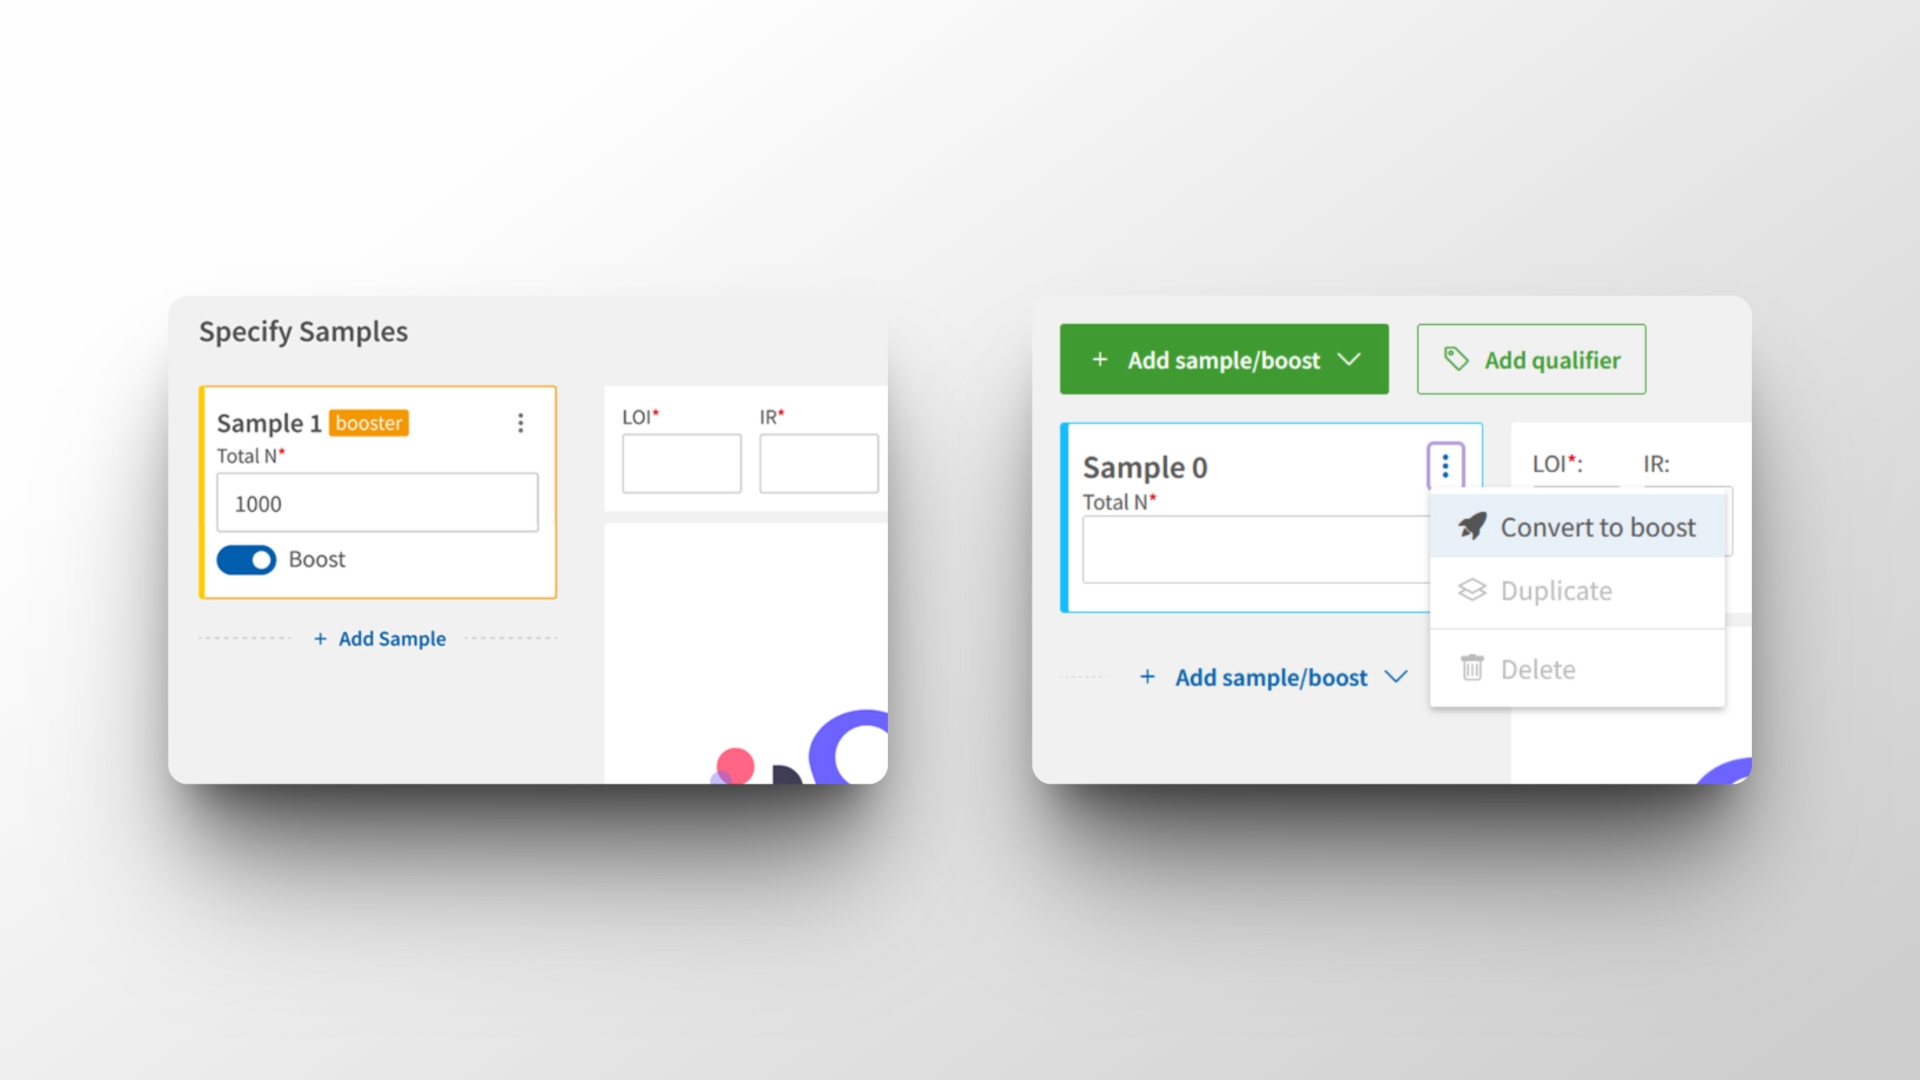 Specify Samples
Sample 1 booster
Total N*
1000
Boost
+ Add Sample
LOI* IR*
+ Add sample/boost
Add qualifier
Sample 0
Total N*
LOI*: IR:
Convert to boost
Duplicate
Delete
+ Add sample/boost